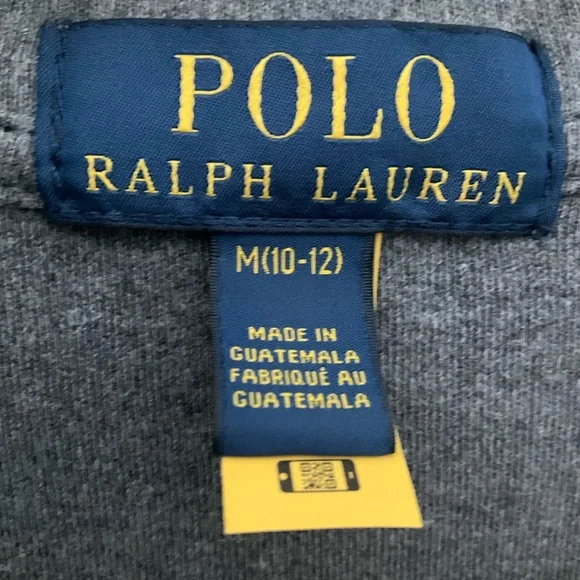 POLO
RALPH LAUREN
M(10-12)
MADE IN
GUATEMALA
FABRIQUÉ AU
GUATEMALA